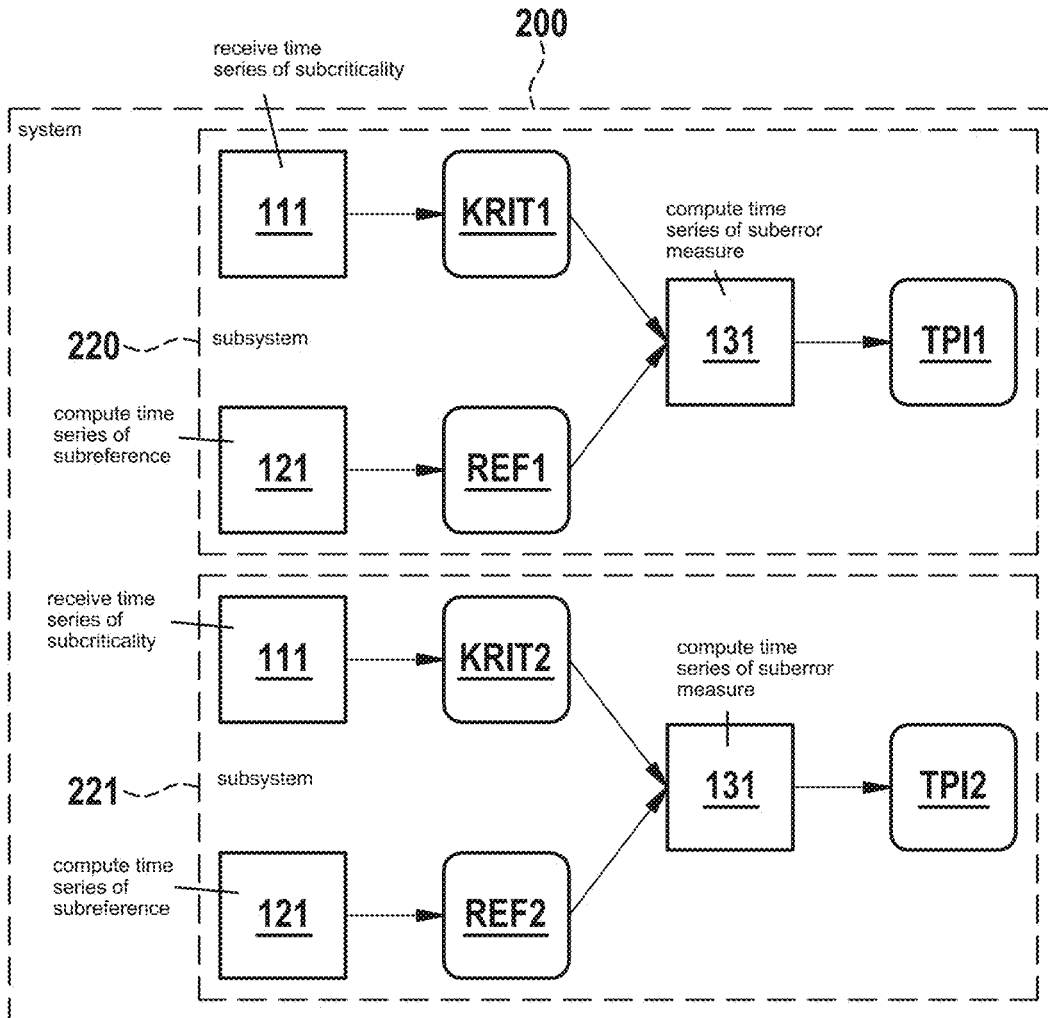 200
receive time
series of subcriticality
system
111
KRIT1
compute time
series of suberror
measure
131
TPI1
220
subsystem
compute time
series of
subreference
121
REF1
receive time
series of
subcriticality
111
KRIT2
compute time
series of suberror
measure
131
TPI2
221
subsystem
compute time
series of
subreference
121
REF2